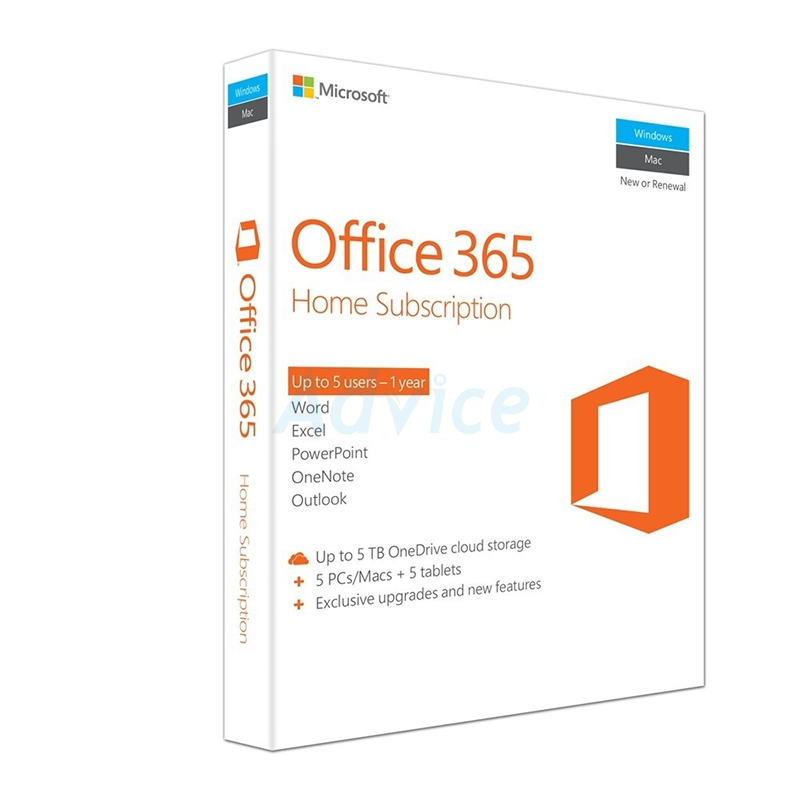 Windows
Mac
Office 365
Home Subscription
Microsoft
Windows
Mac
New or Renewal
Office 365
Home Subscription
Up to 5 users – 1 year
Advice
Word
Excel
PowerPoint
OneNote
Outlook
Up to 5 TB OneDrive cloud storage
+ 5 PCs/Macs + 5 tablets
+ Exclusive upgrades and new features